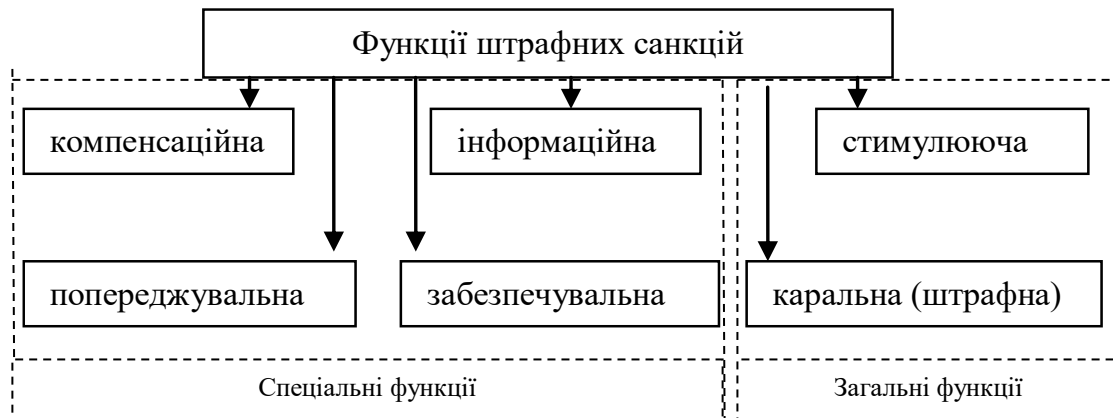 Функції штрафних санкцій
компенсаційна
інформаційна
стимулююча
попереджувальна
забезпечувальна
каральна (штрафна)
Спеціальні функції
Загальні функції